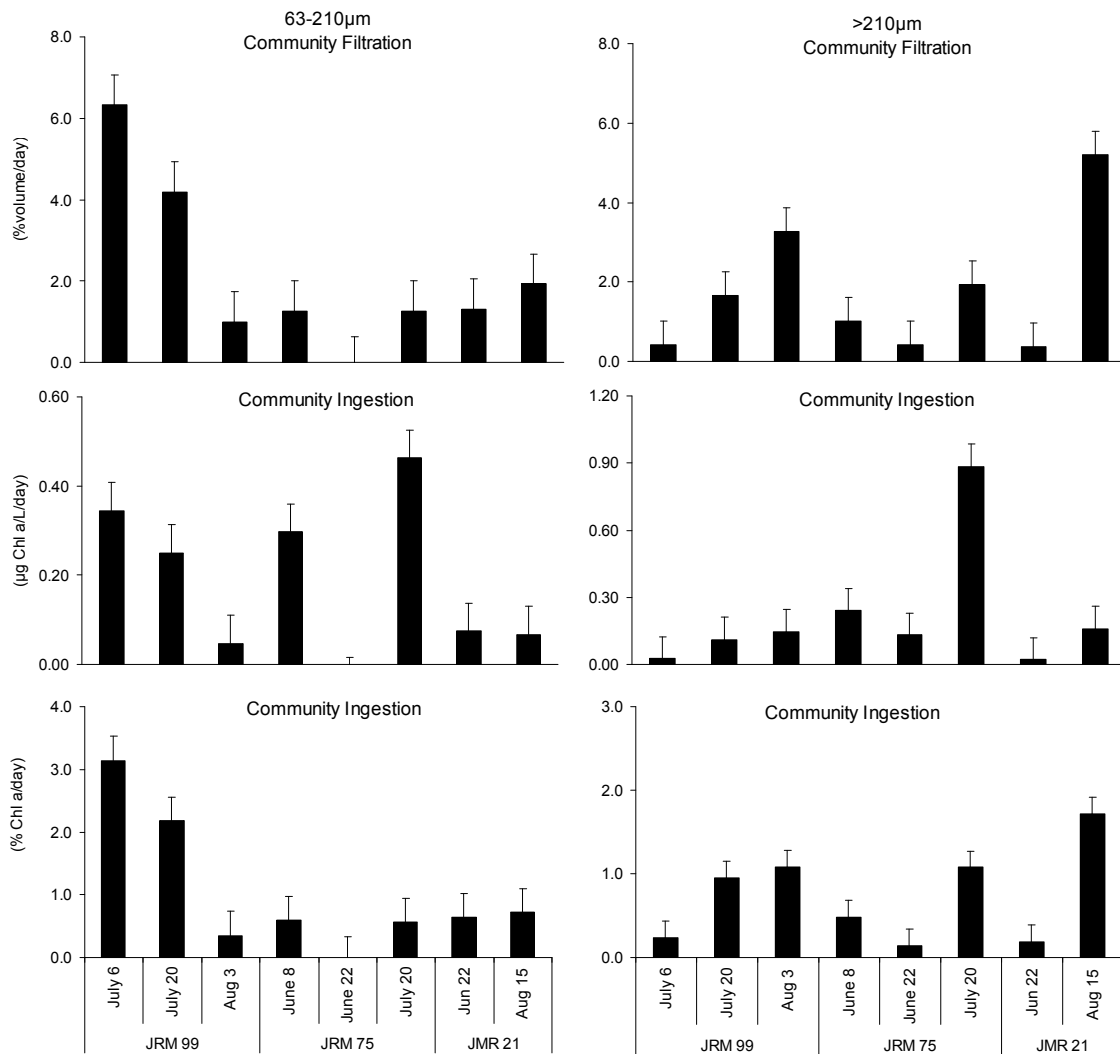 63-210µm
Community Filtration
8.0
6.0
4.0
2.0
0.0
(%volume/day)
>210µm
Community Filtration
8.0
6.0
4.0
2.0
0.0
Community Ingestion
0.60
0.40
0.20
0.00
(µg Chl a/L/day)
Community Ingestion
1.20
0.90
0.60
0.30
0.00
Community Ingestion
4.0
3.0
2.0
1.0
0.0
(% Chl a/day)
Community Ingestion
3.0
2.0
1.0
0.0
July 6
July 20
Aug 3
June 8
June 22
July 20
Jun 22
Aug 15
JRM 99
JRM 75
JMR 21
July 6
July 20
Aug 3
June 8
June 22
July 20
Jun 22
Aug 15
JRM 99
JRM 75
JMR 21